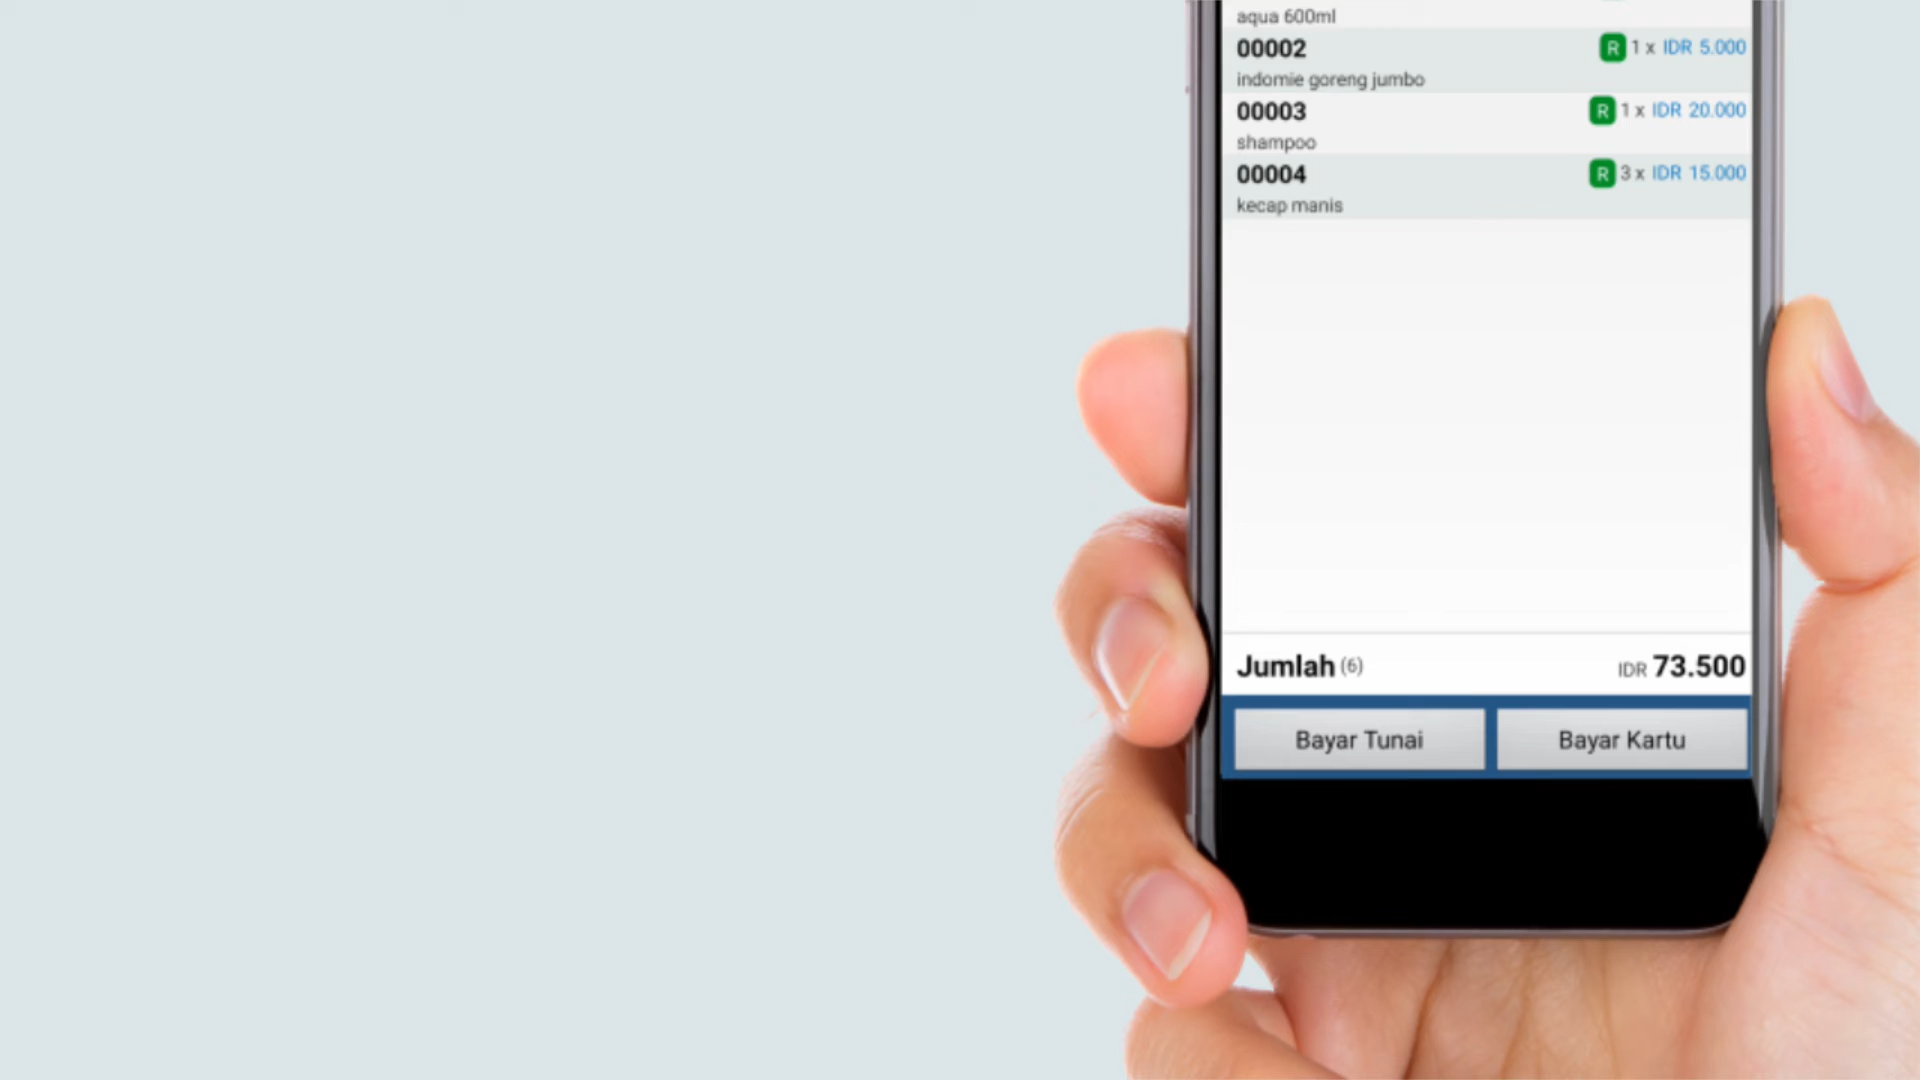 aqua 600ml
00002 R 1 x IDR 5.000
indomie goreng jumbo
00003 R 1 x IDR 20.000
shampoo
00004 R 3 x IDR 15.000
kecap manis
Jumlah (6) IDR 73.500
Bayar Tunai Bayar Kartu